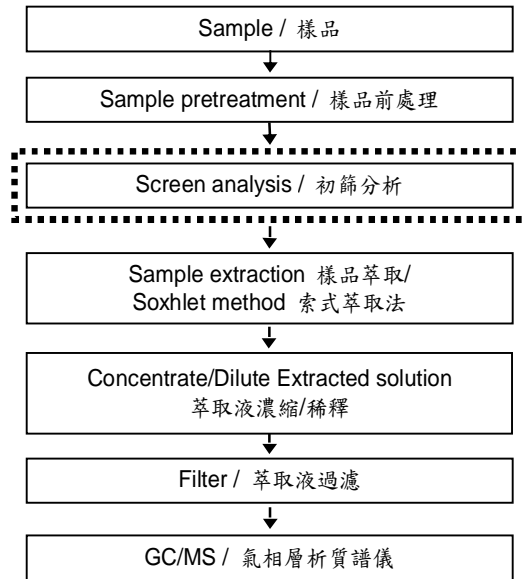 Sample / 樣品
Sample pretreatment / 樣品前處理
Screen analysis / 初篩分析
Sample extraction 樣品萃取/
Soxhlet method 索式萃取法
Concentrate/Dilute Extracted solution
萃取液濃縮/稀釋
Filter / 萃取液過濾
GC/MS / 氣相層析質譜儀